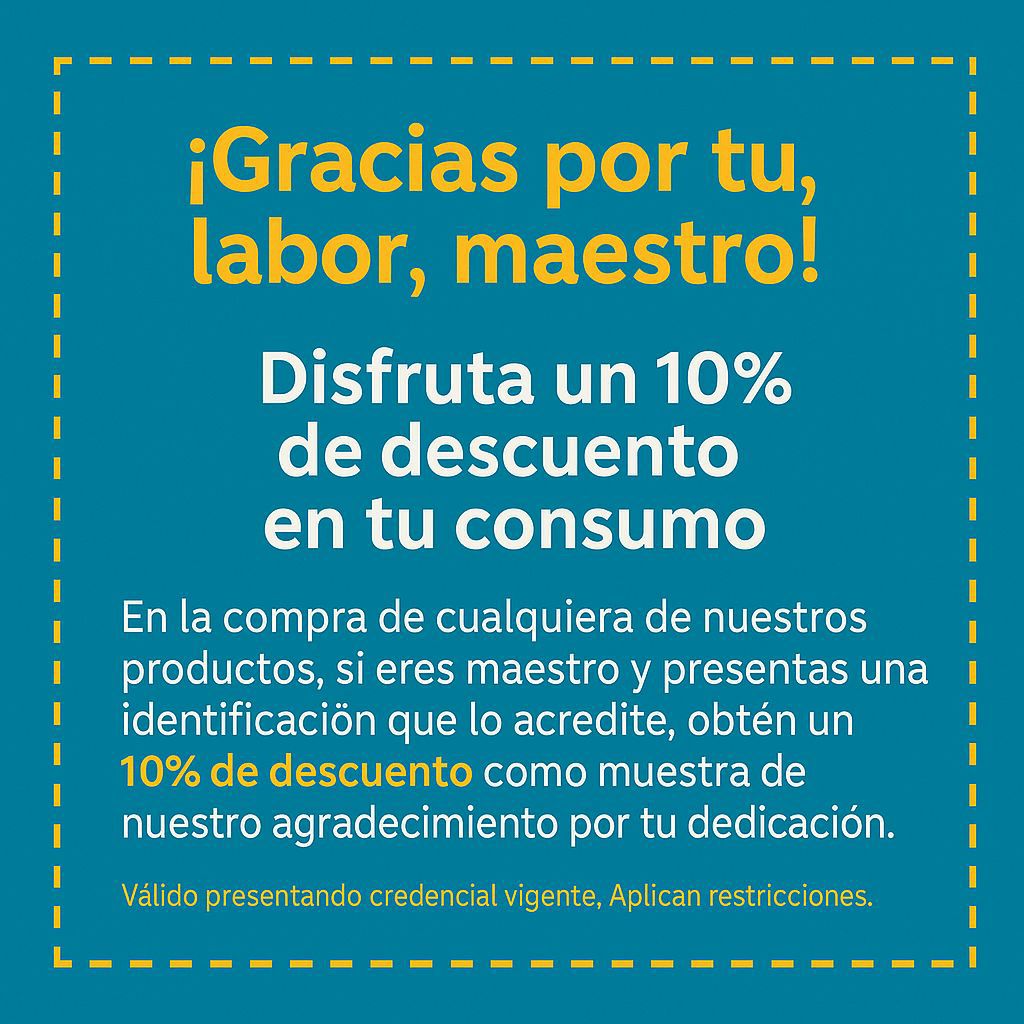 ¡Gracias por tu,
labor, maestro!
Disfruta un 10%
de descuento
en tu consumo
En la compra de cualquiera de nuestros
productos, si eres maestro y presentas una
identificaciön que lo acredite, obtén un
10% de descuento como muestra de
nuestro agradecimiento por tu dedicación.
Válido presentando credencial vigente, Aplican restricciones.